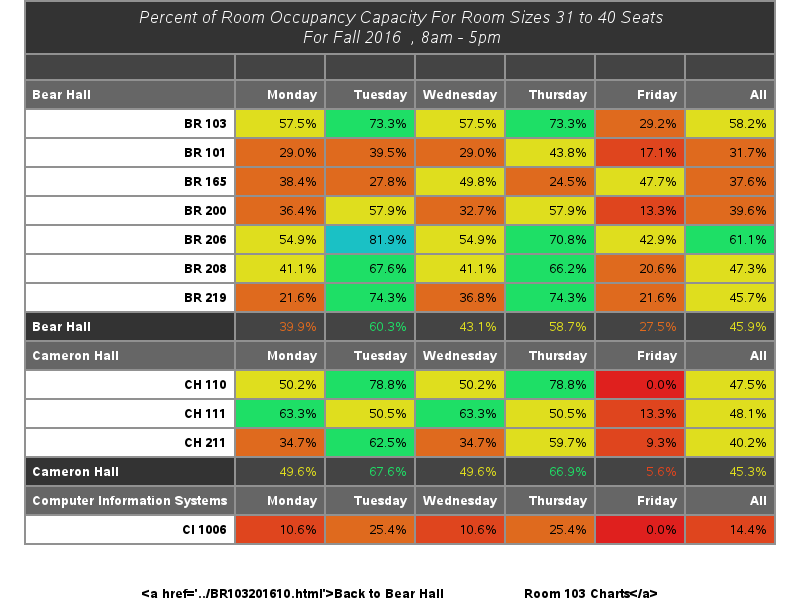 Percent of Room Occupancy Capacity For Room Sizes 31 to 40 Seats
For Fall 2016 , 8am - 5pm
Bear Hall Monday Tuesday Wednesday Thursday Friday All
BR 103 57.5% 73.3% 57.5% 73.3% 29.2% 58.2%
BR 101 29.0% 39.5% 29.0% 43.8% 17.1% 31.7%
BR 165 38.4% 27.8% 49.8% 24.5% 47.7% 37.6%
BR 200 36.4% 57.9% 32.7% 57.9% 13.3% 39.6%
BR 206 54.9% 81.9% 54.9% 70.8% 42.9% 61.1%
BR 208 41.1% 67.6% 41.1% 66.2% 20.6% 47.3%
BR 219 21.6% 74.3% 36.8% 74.3% 21.6% 45.7%
Bear Hall 39.9% 60.3% 43.1% 58.7% 27.5% 45.9%
Cameron Hall Monday Tuesday Wednesday Thursday Friday All
CH 110 50.2% 78.8% 50.2% 78.8% 0.0% 47.5%
CH 111 63.3% 50.5% 63.3% 50.5% 13.3% 48.1%
CH 211 34.7% 62.5% 34.7% 59.7% 9.3% 40.2%
Cameron Hall 49.6% 67.6% 49.6% 66.9% 5.6% 45.3%
Computer Information Systems Monday Tuesday Wednesday Thursday Friday All
CI 1006 10.6% 25.4% 10.6% 25.4% 0.0% 14.4%
<a href='../BR103201610.html'>Back to Bear Hall Room 103 Charts</a>